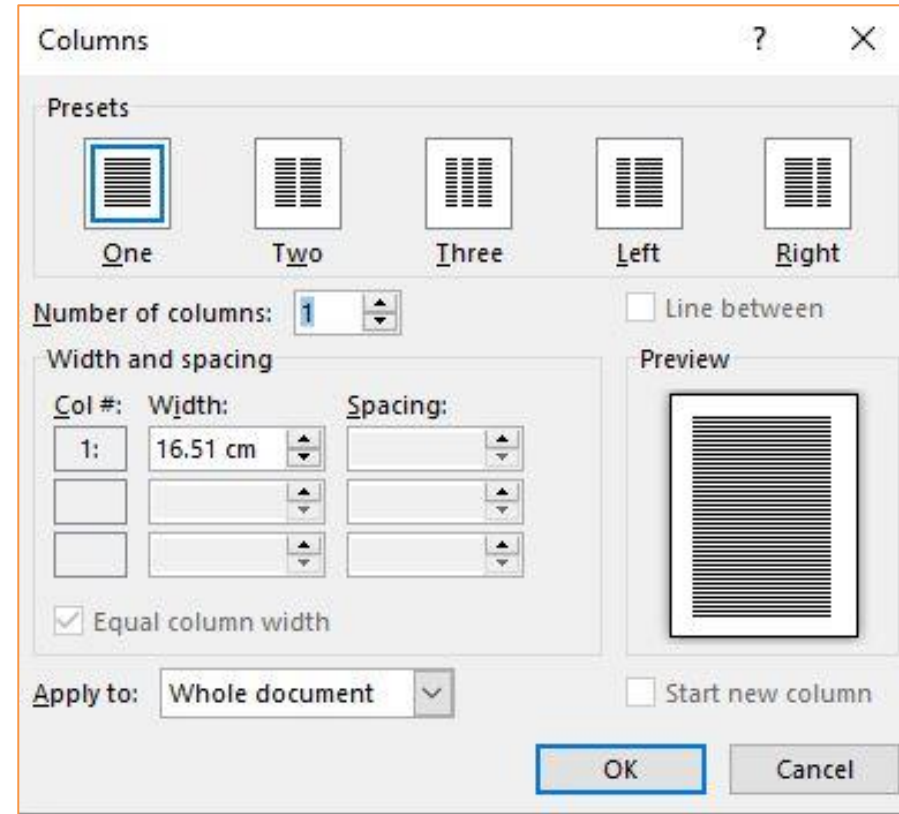 Columns ?
Presets
One Two Three Left Right
Number of columns: 1 Line between
Width and spacing Preview
Col #: Width: Spacing:
1: 16.51 cm
Equal column width
Apply to: Whole document Start new column
OK Cancel